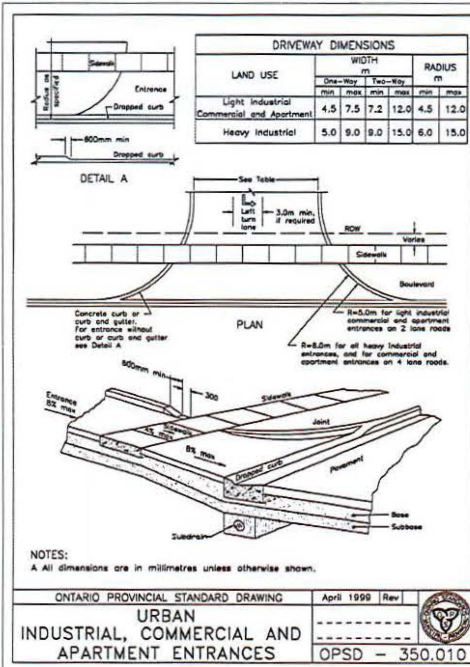 DRIVEWAY DIMENSIONS
LAND USE
WIDTH
m
RADIUS
m
One-Way Two-Way
min max min max min max
Light Industrial
Commercial and Apartment 4.5 7.5 7.2 12.0 4.5 12.0
Heavy Industrial 5.0 9.0 9.0 15.0 6.0 15.0
Radius as
specified
Sidewalk
Entrance
Dropped curb
600mm min
Dropped curb
DETAIL A
See Table
Left
turn
lane
3.0m min.
if required
ROW
Varies
Sidewalk
Boulevard
Concrete curb or
curb and gutter.
For entrance without
curb or curb and gutter
see Detail A
PLAN
R=5.0m for light industrial
commercial and apartment
entrances on 2 lane roads
R=8.0m for all heavy industrial
entrances, and for commercial and
apartment entrances on 4 lane roads.
600mm min
300
Entrance
8% max
Sidewalk
Sidewalk
4% max
8% max
Joint
Dropped curb
Pavement
Base
Subbase
Subdrain
NOTES:
A All dimensions are in millimetres unless otherwise shown.
ONTARIO PROVINCIAL STANDARD DRAWING
April 1999 Rev
URBAN
INDUSTRIAL, COMMERCIAL AND
APARTMENT ENTRANCES
OPSD - 350.010